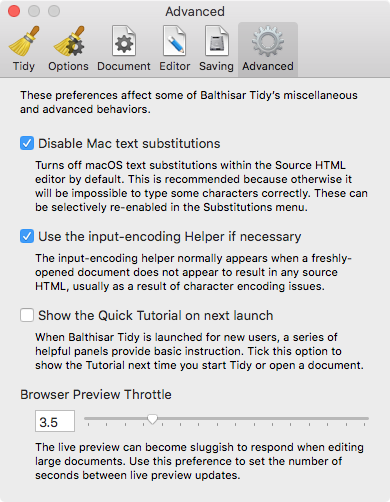 Advanced
Tidy Options Document Editor Saving Advanced
These preferences affect some of Balthisar Tidy's miscellaneous
and advanced behaviors.
Disable Mac text substitutions
Turns off macOS text substitutions within the Source HTML
editor by default. This is recommended because otherwise it
will be impossible to type some characters correctly. These can
be selectively re-enabled in the Substitutions menu.
Use the input-encoding Helper if necessary
The input-encoding helper normally appears when a freshly-
opened document does not appear to result in any source
HTML, usually as a result of character encoding issues.
Show the Quick Tutorial on next launch
When Balthisar Tidy is launched for new users, a series of
helpful panels provide basic instruction. Tick this option to
show the Tutorial next time you start Tidy or open a document.
Browser Preview Throttle
3.5
The live preview can become sluggish to respond when editing
large documents. Use this preference to set the number of
seconds between live preview updates.